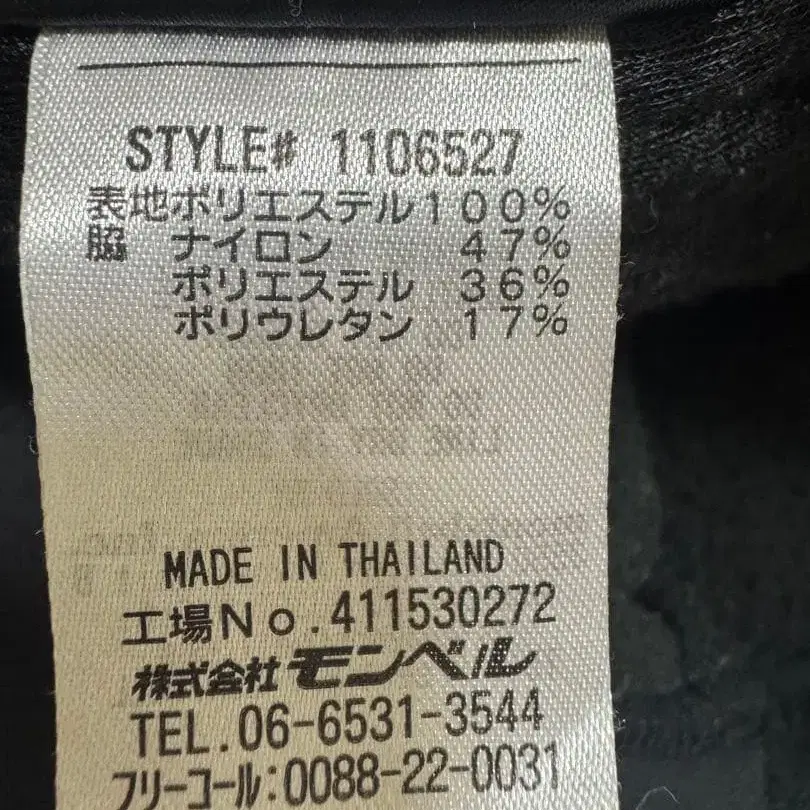 STYLE# 1106527
表地ポリエステル100%
脇 ナイロン 47%
ポリエステル 36%
ポリウレタン 17%
MADE IN THAILAND
工場No.411530272
株式会社モンベル
TEL.06-6531-3544
フリーコール:0088-22-0031